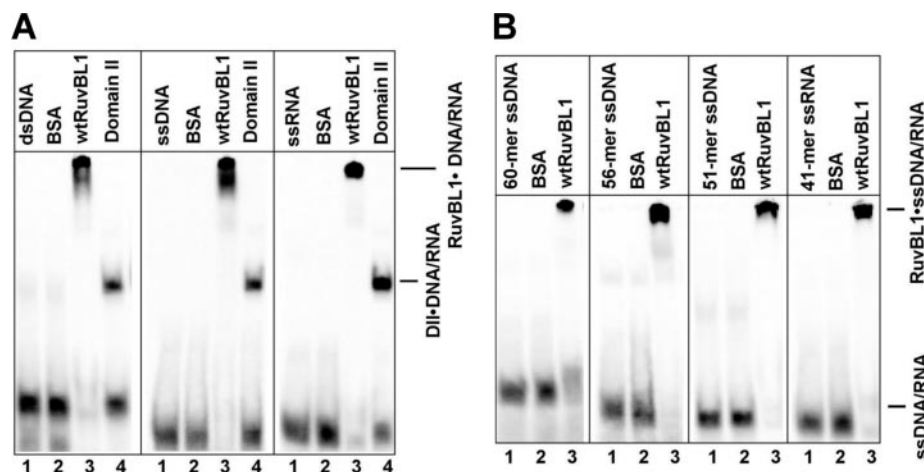 A
dsDNA
BSA
wtRuvBL1
Domain II
ssDNA
BSA
wtRuvBL1
Domain II
ssRNA
BSA
wtRuvBL1
Domain II
DII•DNA/RNA
RuvBL1• DNA/RNA
1 2 3 4 1 2 3 4 1 2 3 4
B
60-mer ssDNA
BSA
wtRuvBL1
56-mer ssDNA
BSA
wtRuvBL1
51-mer ssDNA
BSA
wtRuvBL1
41-mer ssRNA
BSA
wtRuvBL1
RuvBL1•ssDNA/RNA
ssDNA/RNA
1 2 3 1 2 3 1 2 3 1 2 3